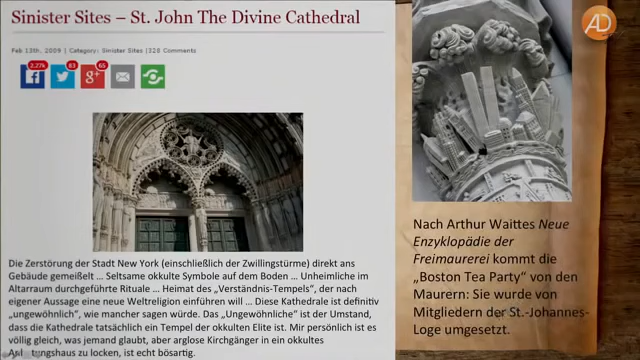 Sinister Sites – St. John The Divine Cathedral
Feb 13th, 2009 | Category: Sinister Sites |328 Comments
2,27k 83 65
AD
Die Zerstörung der Stadt New York (einschließlich der Zwillingstürme) direkt ans
Gebäude gemeißelt ... Seltsame okkulte Symbole auf dem Boden ... Unheimliche im
Altarraum durchgeführte Rituale ... Heimat des „Verständnis-Tempels", der nach
eigener Aussage eine neue Weltreligion einführen will ... Diese Kathedrale ist definitiv
„ungewöhnlich", wie mancher sagen würde. Das „Ungewöhnliche" ist der Umstand,
dass die Kathedrale tatsächlich ein Tempel der okkulten Elite ist. Mir persönlich ist es
völlig gleich, was jemand glaubt, aber arglose Kirchgänger in ein okkultes
tungshaus zu locken, ist echt bösartig.
Nach Arthur Waittes Neue
Enzyklopädie der
Freimaurerei kommt die
„Boston Tea Party" von den
Maurern: Sie wurde von
Mitgliedern der St.-Johannes-
Loge umgesetzt.